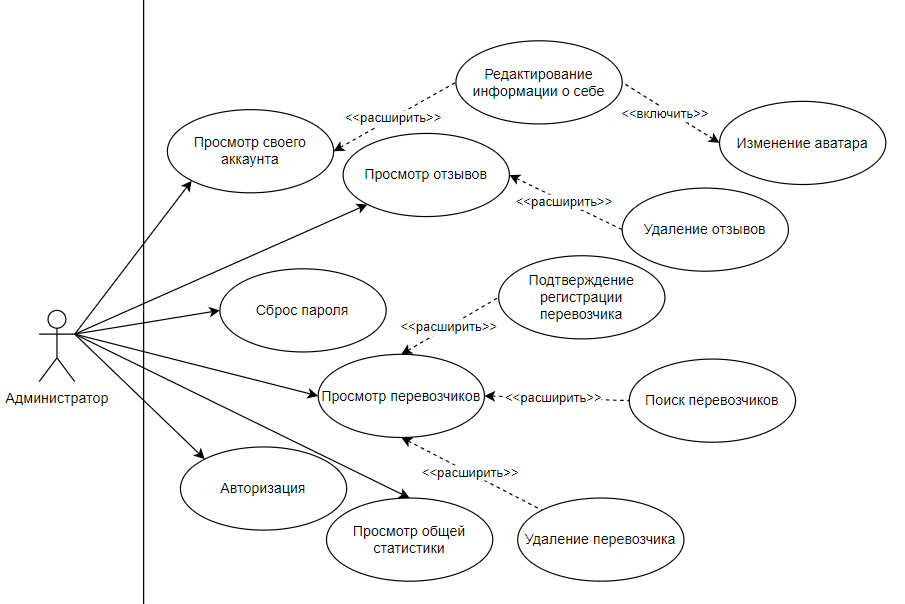 Редактирование
информации о себе
<<расширить>>
<<включить>>
Просмотр своего
аккаунта
Изменение аватара
Просмотр отзывов
<<расширить>>
Удаление отзывов
Подтверждение
регистрации
перевозчика
Сброс пароля
<<расширить>>
Администратор
Просмотр перевозчиков
<<расширить>>
Поиск перевозчиков
<<расширить>>
Авторизация
Просмотр общей
статистики
Удаление перевозчика